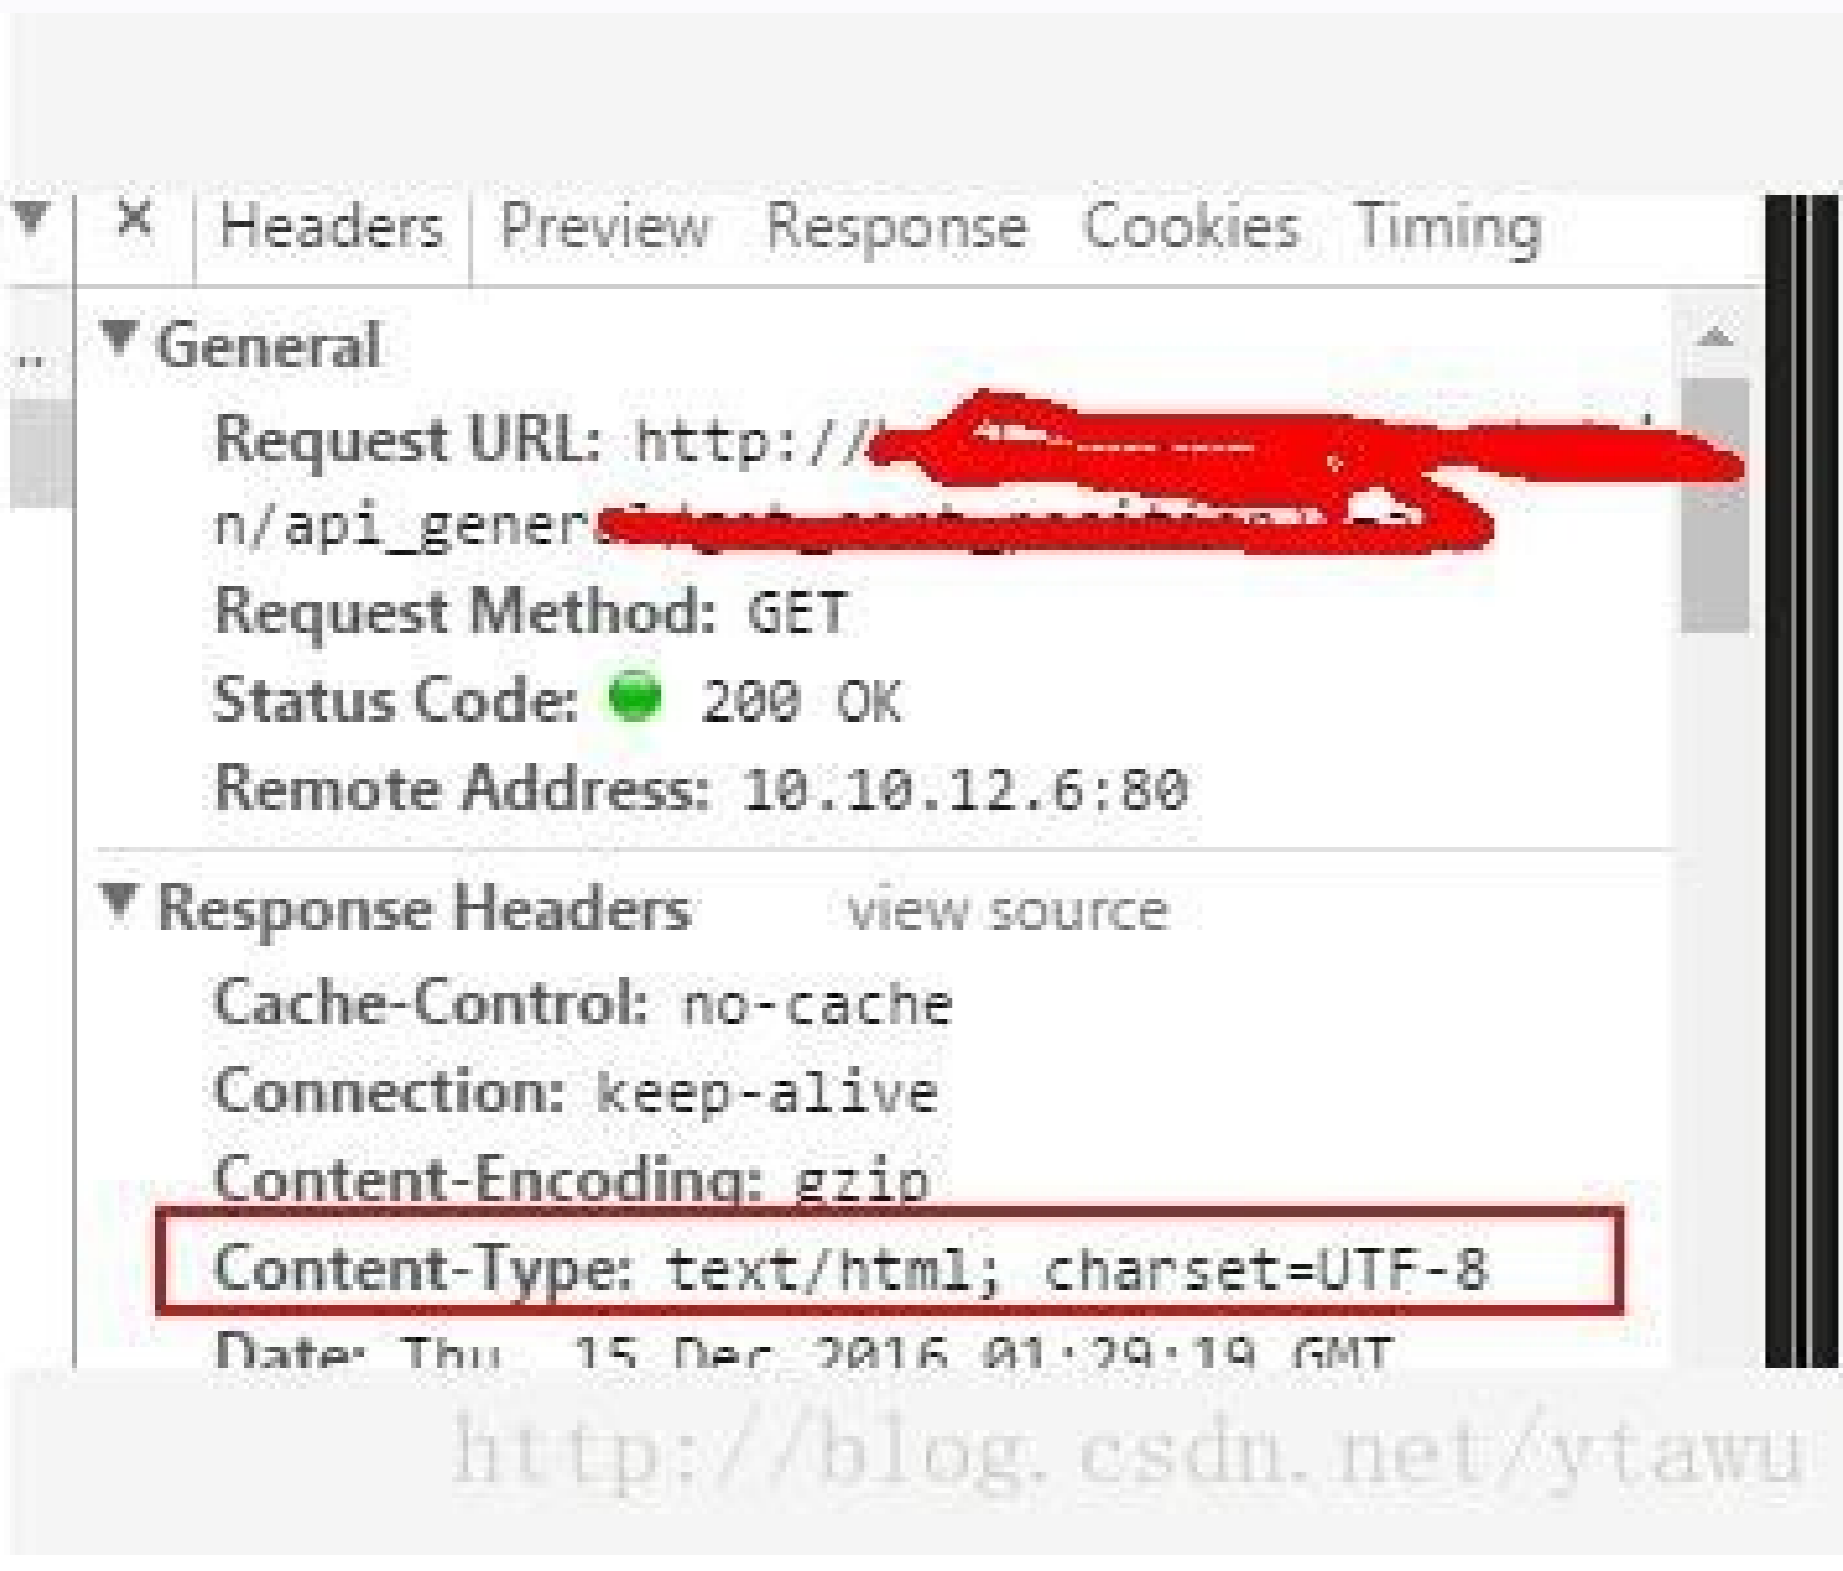 Headers Preview Response Cookies Timing
General
Request URL: http://
n/api_gener
Request Method: GET
Status Code: 200 OK
Remote Address: 10.10.12.6:80
Response Headers view source
Cache-Control: no-cache
Connection: keep-alive
Content-Encoding: gzip
Content-Type: text/html; charset=UTF-8
Date: Thu, 15 Dec 2016 01:29:19 GMT
http://blog.csdn.net/ytawu